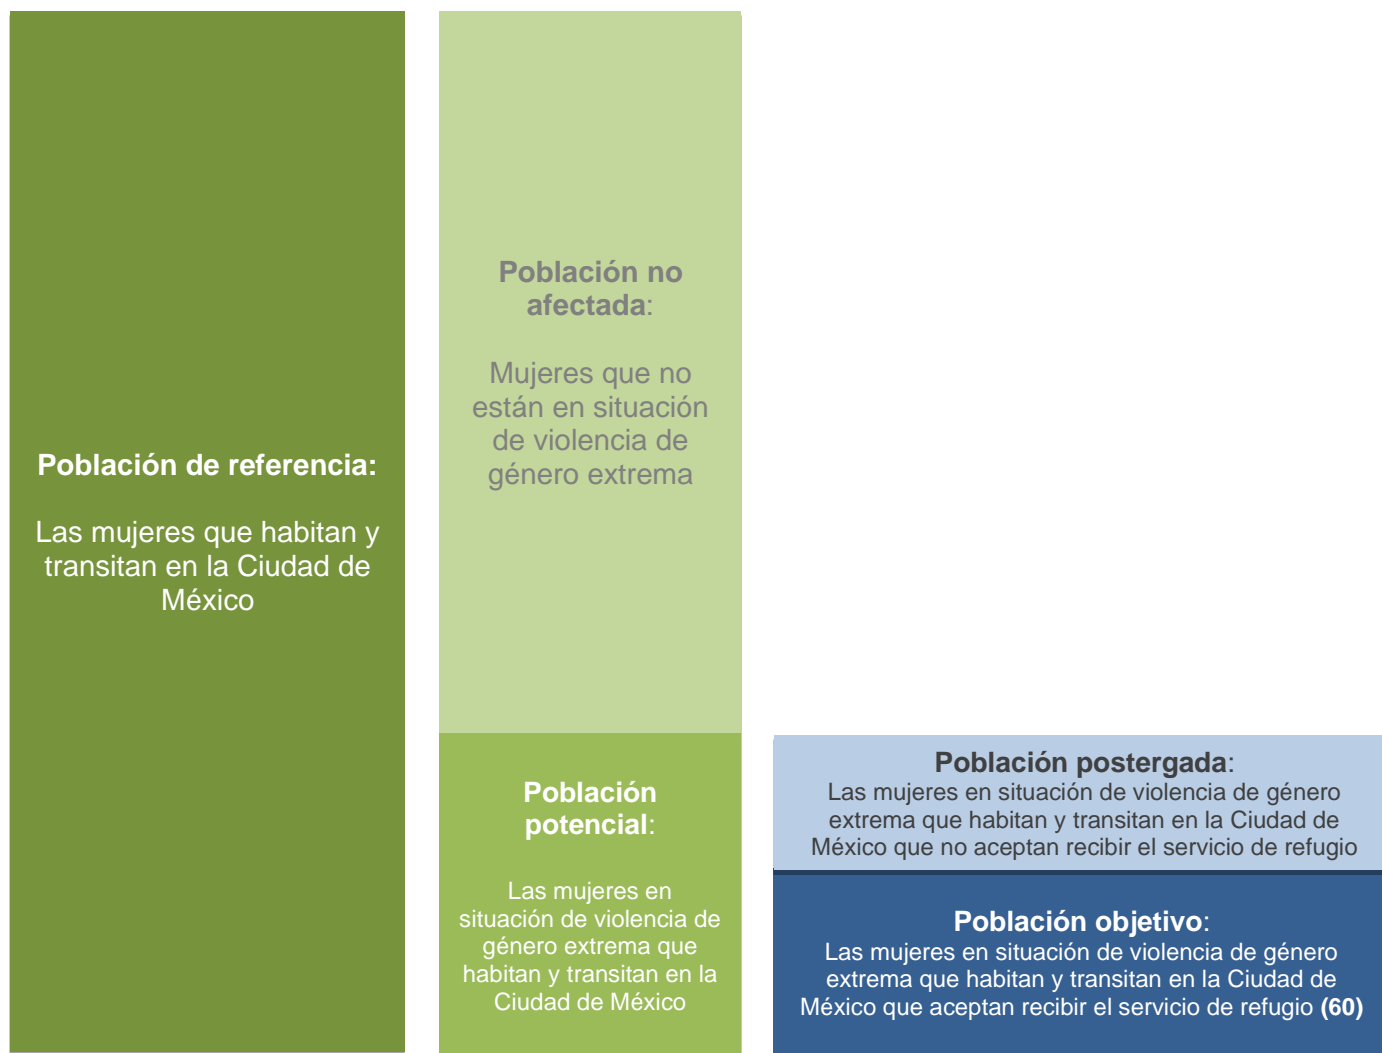 Población de referencia:
Las mujeres que habitan y
transitan en la Ciudad de
México
Población no
afectada:
Mujeres que no
están en situación
de violencia de
género extrema
Población
potencial:
Las mujeres en
situación de violencia de
género extrema que
habitan y transitan en la
Ciudad de México
Población postergada:
Las mujeres en situación de violencia de género
extrema que habitan y transitan en la Ciudad de
México que no aceptan recibir el servicio de refugio
Población objetivo:
Las mujeres en situación de violencia de género
extrema que habitan y transitan en la Ciudad de
México que aceptan recibir el servicio de refugio (60)